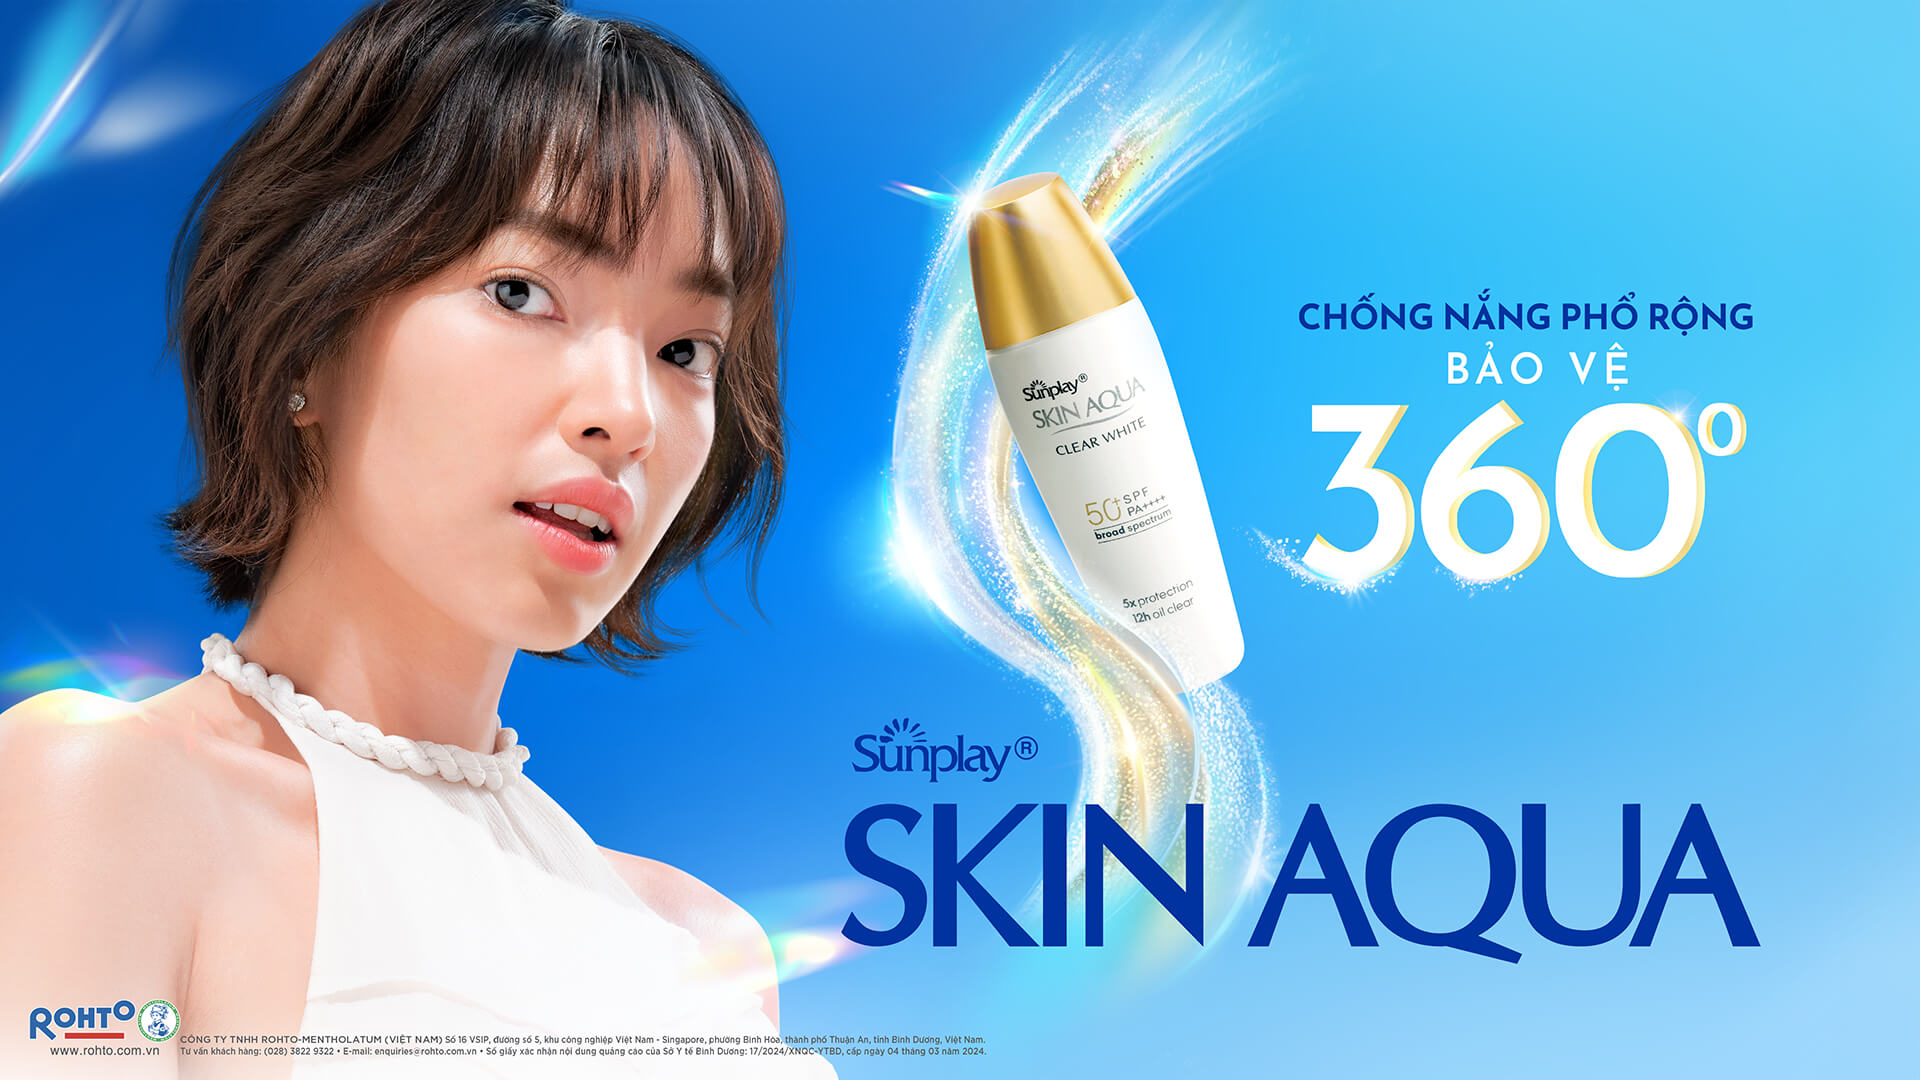 Sunplay®
SKIN AQUA
CLEAR WHITE
50+ SPF
PA++++
broad spectrum
5x protection
12h oil clear
CHỐNG NẮNG PHỔ RỘNG
BẢO VỆ
360⁰
Sunplay®
SKIN AQUA
ROHTO
www.rohto.com.vn
CÔNG TY TNHH ROHTO-MENTHOLATUM (VIỆT NAM) Số 16 VSIP, đường số 5, khu công nghiệp Việt Nam - Singapore, phường Bình Hòa, thành phố Thuận An, tỉnh Bình Dương, Việt Nam.
Tư vấn khách hàng: (028) 3822 9322 • E-mail: enquiries@rohto.com.vn • Số giấy xác nhận nội dung quảng cáo của Sở Y tế Bình Dương: 17/2024/XNQC-YTBD, cấp ngày 04 tháng 03 năm 2024.